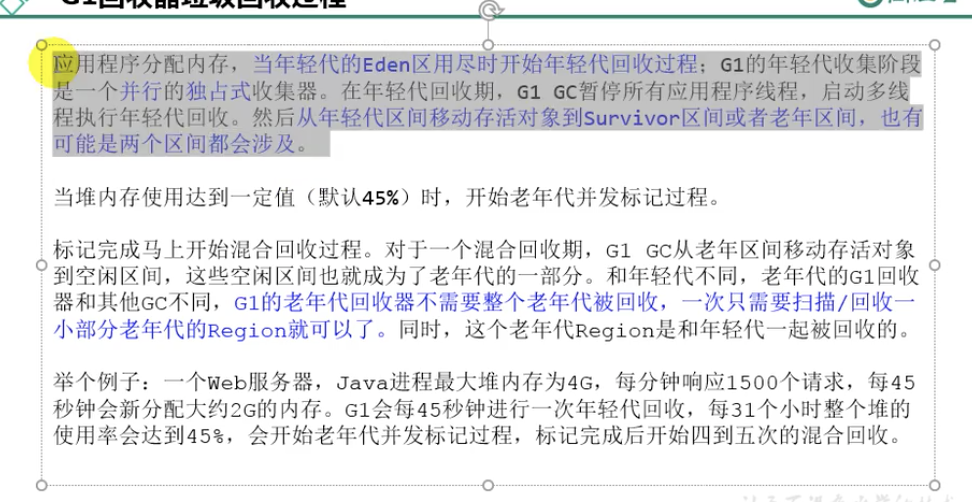 G1回收器垃圾回收过程
应用程序分配内存，当年轻代的Eden区用尽时开始年轻代回收过程；G1的年轻代收集阶段
是一个并行的独占式收集器。在年轻代回收期，G1 GC暂停所有应用程序线程，启动多线
程执行年轻代回收。然后从年轻代区间移动存活对象到Survivor区间或者老年区间，也有
可能是两个区间都会涉及。
当堆内存使用达到一定值（默认45%）时，开始老年代并发标记过程。
标记完成马上开始混合回收过程。对于一个混合回收期，G1 GC从老年区间移动存活对象
到空闲区间，这些空闲区间也就成为了老年代的一部分。和年轻代不同，老年代的G1回收
器和其他GC不同，G1的老年代回收器不需要整个老年代被回收，一次只需要扫描/回收一
小部分老年代的Region就可以了。同时，这个老年代Region是和年轻代一起被回收的。
举个例子：一个Web服务器，Java进程最大堆内存为4G，每分钟响应1500个请求，每45
秒钟会新分配大约2G的内存。G1会每45秒钟进行一次年轻代回收，每31个小时整个堆的
使用率会达到45%，会开始老年代并发标记过程，标记完成后开始四到五次的混合回收。